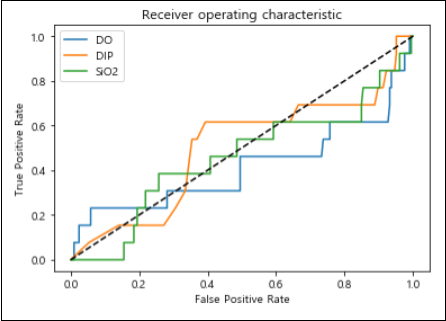 Receiver operating characteristic
DO
DIP
SiO2
True Positive Rate
1.0
0.8
0.6
0.4
0.2
0.0
0.0 0.2 0.4 0.6 0.8 1.0
False Positive Rate